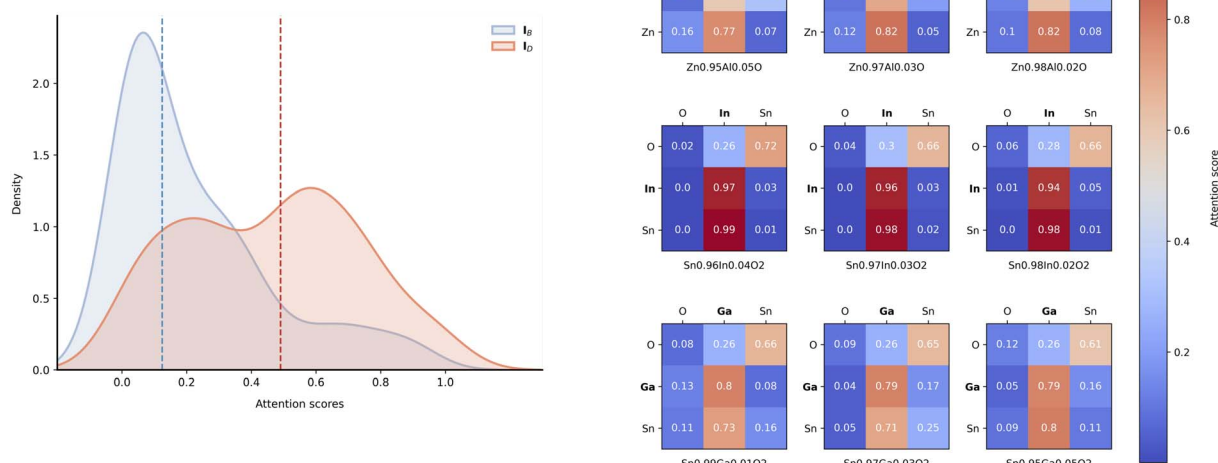 I_B
I_D
2.0
1.5
1.0
0.5
0.0
Density
0.0 0.2 0.4 0.6 0.8 1.0
Attention scores
Zn 0.16 0.77 0.07
Zn 0.12 0.82 0.05
Zn 0.1 0.82 0.08
Zn0.95Al0.05O Zn0.97Al0.03O Zn0.98Al0.02O
O In Sn
O 0.02 0.26 0.72
In 0.0 0.97 0.03
Sn 0.0 0.99 0.01
Sn0.96In0.04O2
O In Sn
O 0.04 0.3 0.66
In 0.0 0.96 0.03
Sn 0.0 0.98 0.02
Sn0.97In0.03O2
O In Sn
O 0.06 0.28 0.66
In 0.01 0.94 0.05
Sn 0.01 0.98 0.01
Sn0.98In0.02O2
O Ga Sn
O 0.08 0.26 0.66
Ga 0.13 0.8 0.08
Sn 0.11 0.73 0.16
Sn0.99Ga0.01O2
O Ga Sn
O 0.09 0.26 0.65
Ga 0.04 0.79 0.17
Sn 0.05 0.71 0.25
Sn0.97Ga0.03O2
O Ga Sn
O 0.12 0.26 0.61
Ga 0.05 0.79 0.16
Sn 0.09 0.8 0.11
Sn0.95Ga0.05O2
0.8
0.6
0.4
0.2
Attention score